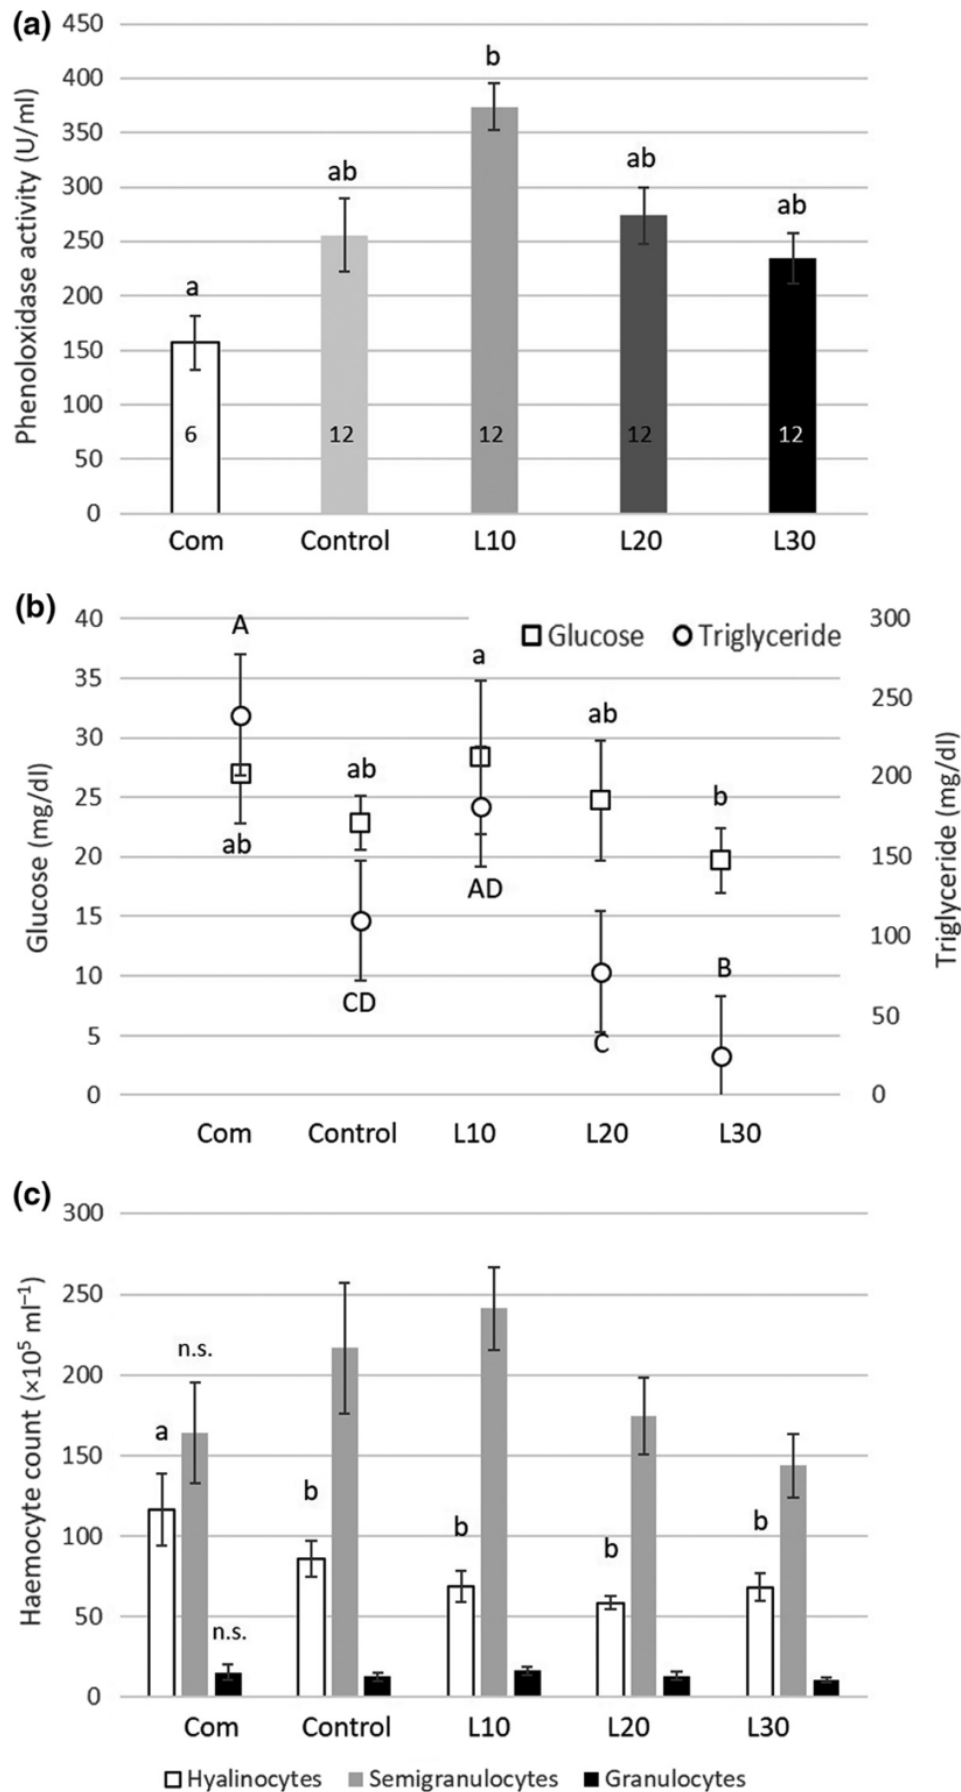 (a)
Phenoloxidase activity (U/ml)
450
400
350
300
250
200
150
100
50
0
a
ab
b
ab
ab
6
12
12
12
12
Com Control L10 L20 L30
(b)
Glucose (mg/dl)
40
35
30
25
20
15
10
5
0
Glucose Triglyceride
A
ab
ab
CD
a
AD
ab
C
b
B
300
250
200
150
100
50
0
Triglyceride (mg/dl)
Com Control L10 L20 L30
(c)
Haemocyte count (×10⁵ ml⁻¹)
300
250
200
150
100
50
0
a
n.s.
n.s.
b
b
b
b
Com Control L10 L20 L30
Hyalinocytes Semigranulocytes Granulocytes